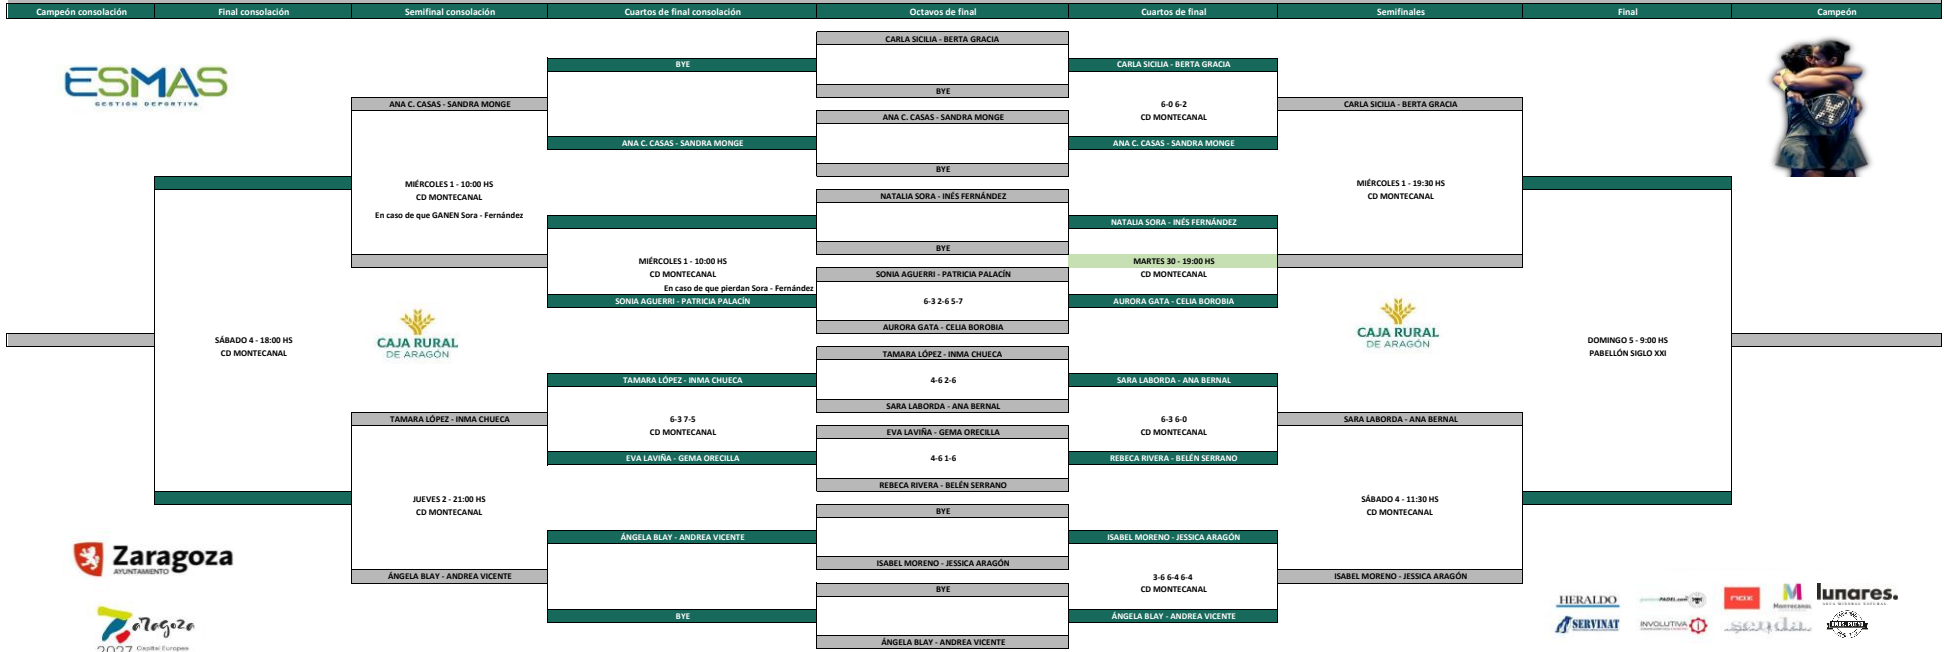 Campeón consolación
Final consolación
Semifinal consolación
Cuartos de final consolación
Octavos de final
Cuartos de final
Semifinales
Final
Campeón
CARLA SICILIA - BERTA GRACIA
BYE
CARLA SICILIA - BERTA GRACIA
ESMAS
GESTIÓN DEPORTIVA
BYE
ANA C. CASAS - SANDRA MONGE
6-0 6-2
CARLA SICILIA - BERTA GRACIA
ANA C. CASAS - SANDRA MONGE
CD MONTECANAL
ANA C. CASAS - SANDRA MONGE
ANA C. CASAS - SANDRA MONGE
BYE
MIÉRCOLES 1 - 10:00 HS
CD MONTECANAL
En caso de que GANEN Sora - Fernández
MIÉRCOLES 1 - 19:30 HS
CD MONTECANAL
NATALIA SORA - INÉS FERNÁNDEZ
NATALIA SORA - INÉS FERNÁNDEZ
BYE
MIÉRCOLES 1 - 10:00 HS
CD MONTECANAL
En caso de que pierdan Sora - Fernández
MARTES 30 - 19:00 HS
CD MONTECANAL
SONIA AGUERRI - PATRICIA PALACÍN
SONIA AGUERRI - PATRICIA PALACÍN
6-3 2-6 5-7
AURORA GATA - CELIA BOROBIA
AURORA GATA - CELIA BOROBIA
SÁBADO 4 - 18:00 HS
CD MONTECANAL
CAJA RURAL
DE ARAGÓN
CAJA RURAL
DE ARAGÓN
DOMINGO 5 - 9:00 HS
PABELLÓN SIGLO XXI
TAMARA LÓPEZ - INMA CHUECA
TAMARA LÓPEZ - INMA CHUECA
4-6 2-6
SARA LABORDA - ANA BERNAL
SARA LABORDA - ANA BERNAL
TAMARA LÓPEZ - INMA CHUECA
6-3 7-5
CD MONTECANAL
6-3 6-0
CD MONTECANAL
SARA LABORDA - ANA BERNAL
EVA LAVIÑA - GEMA ORECILLA
EVA LAVIÑA - GEMA ORECILLA
4-6 1-6
REBECA RIVERA - BELÉN SERRANO
REBECA RIVERA - BELÉN SERRANO
JUEVES 2 - 21:00 HS
CD MONTECANAL
SÁBADO 4 - 11:30 HS
CD MONTECANAL
BYE
ÁNGELA BLAY - ANDREA VICENTE
ISABEL MORENO - JESSICA ARAGÓN
ISABEL MORENO - JESSICA ARAGÓN
Zaragoza
AYUNTAMIENTO
ÁNGELA BLAY - ANDREA VICENTE
3-6 6-4 6-4
CD MONTECANAL
ISABEL MORENO - JESSICA ARAGÓN
BYE
BYE
ÁNGELA BLAY - ANDREA VICENTE
ÁNGELA BLAY - ANDREA VICENTE
Zaragoza
2027 Capital Europea
HERALDO
PADEL.com
nox
Montecanal
lunares.
AGUA MINERAL NATURAL
SERVINAT
INVOLUTIVA
senda